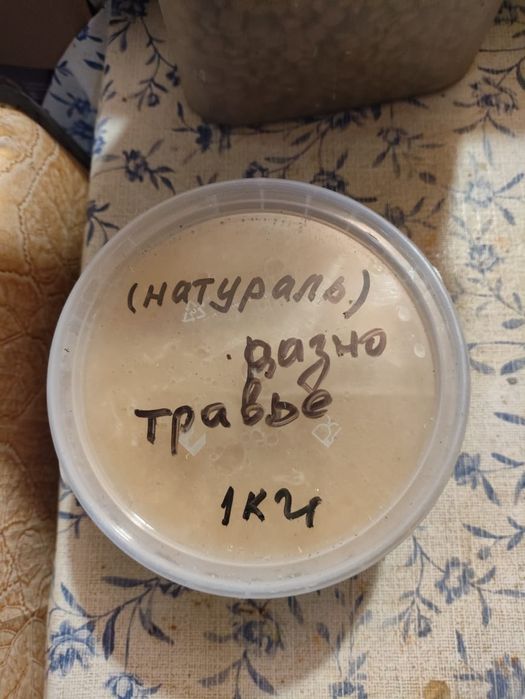 (натураль)
разно
травье
1кг